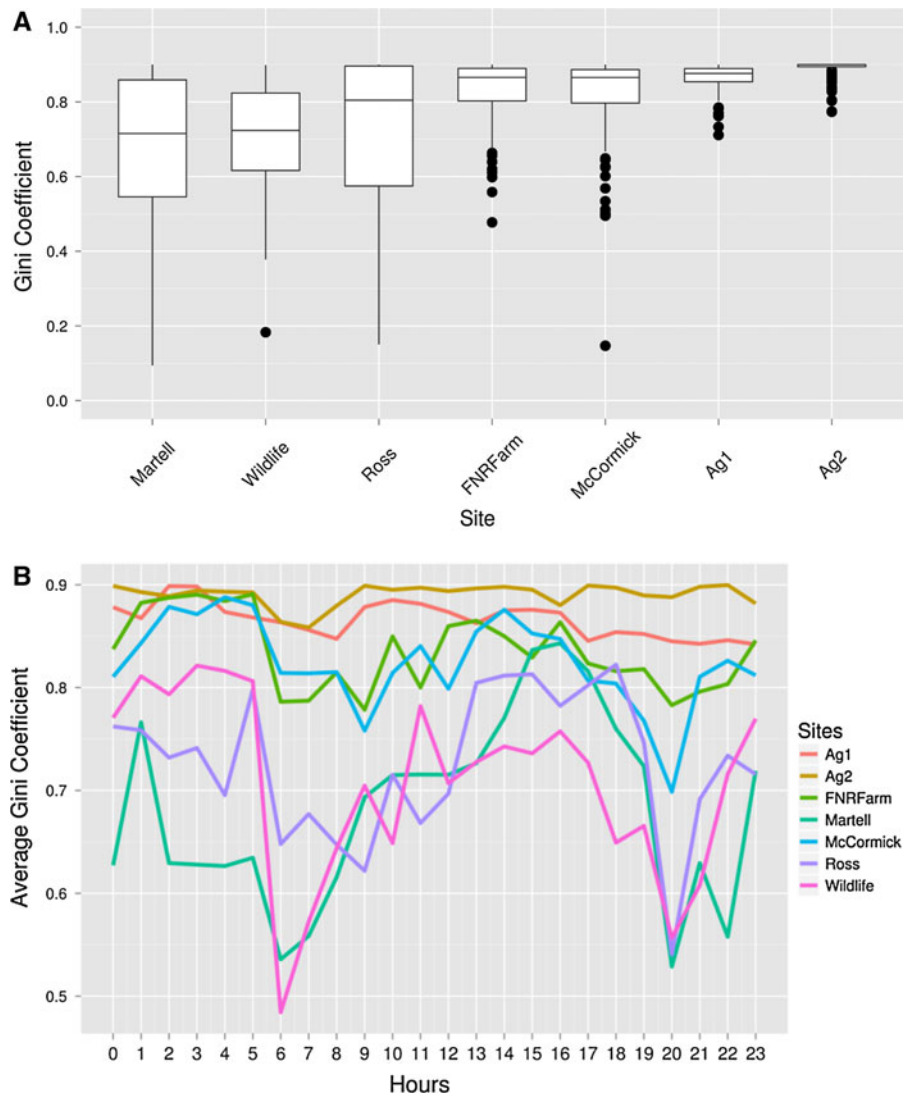 A
1.0
0.8
0.6
0.4
0.2
0.0
Gini Coefficient
Martell
Wildlife
Ross
FNRFarm
McCormick
Ag1
Ag2
Site
B
0.9
0.8
0.7
0.6
0.5
Average Gini Coefficient
0 1 2 3 4 5 6 7 8 9 10 11 12 13 14 15 16 17 18 19 20 21 22 23
Hours
Sites
Ag1
Ag2
FNRFarm
Martell
McCormick
Ross
Wildlife